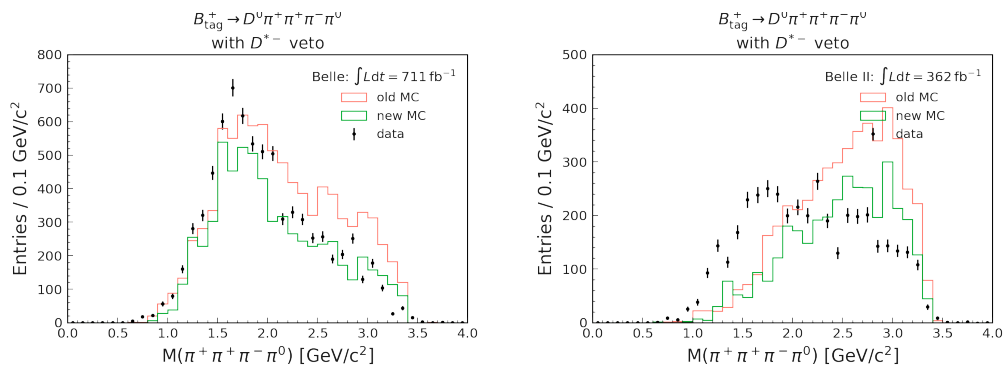 B⁺tag → D⁰π⁺π⁺π⁻π⁰
with D*⁻ veto
Belle: ∫Ldt = 711 fb⁻¹
old MC
new MC
data
Entries / 0.1 GeV/c²
800
700
600
500
400
300
200
100
0
0.0 0.5 1.0 1.5 2.0 2.5 3.0 3.5 4.0
M(π⁺π⁺π⁻π⁰) [GeV/c²]
B⁺tag → D⁰π⁺π⁺π⁻π⁰
with D*⁻ veto
Belle II: ∫Ldt = 362 fb⁻¹
old MC
new MC
data
Entries / 0.1 GeV/c²
500
400
300
200
100
0
0.0 0.5 1.0 1.5 2.0 2.5 3.0 3.5 4.0
M(π⁺π⁺π⁻π⁰) [GeV/c²]